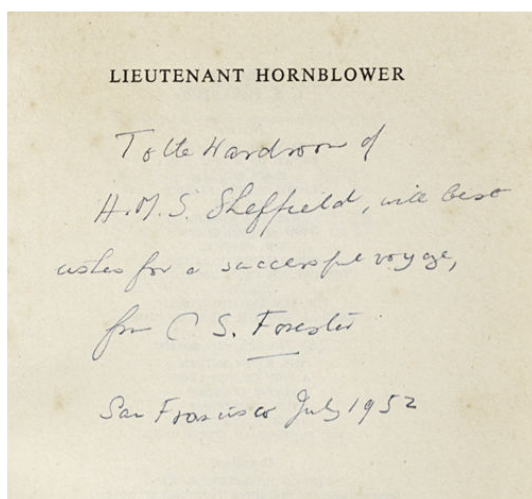 LIEUTENANT HORNBLOWER
To the Wardroom of
H.M.S. Sheffield, with best
wishes for a successful voyage,
from C S. Forester
San Francisco July 1952